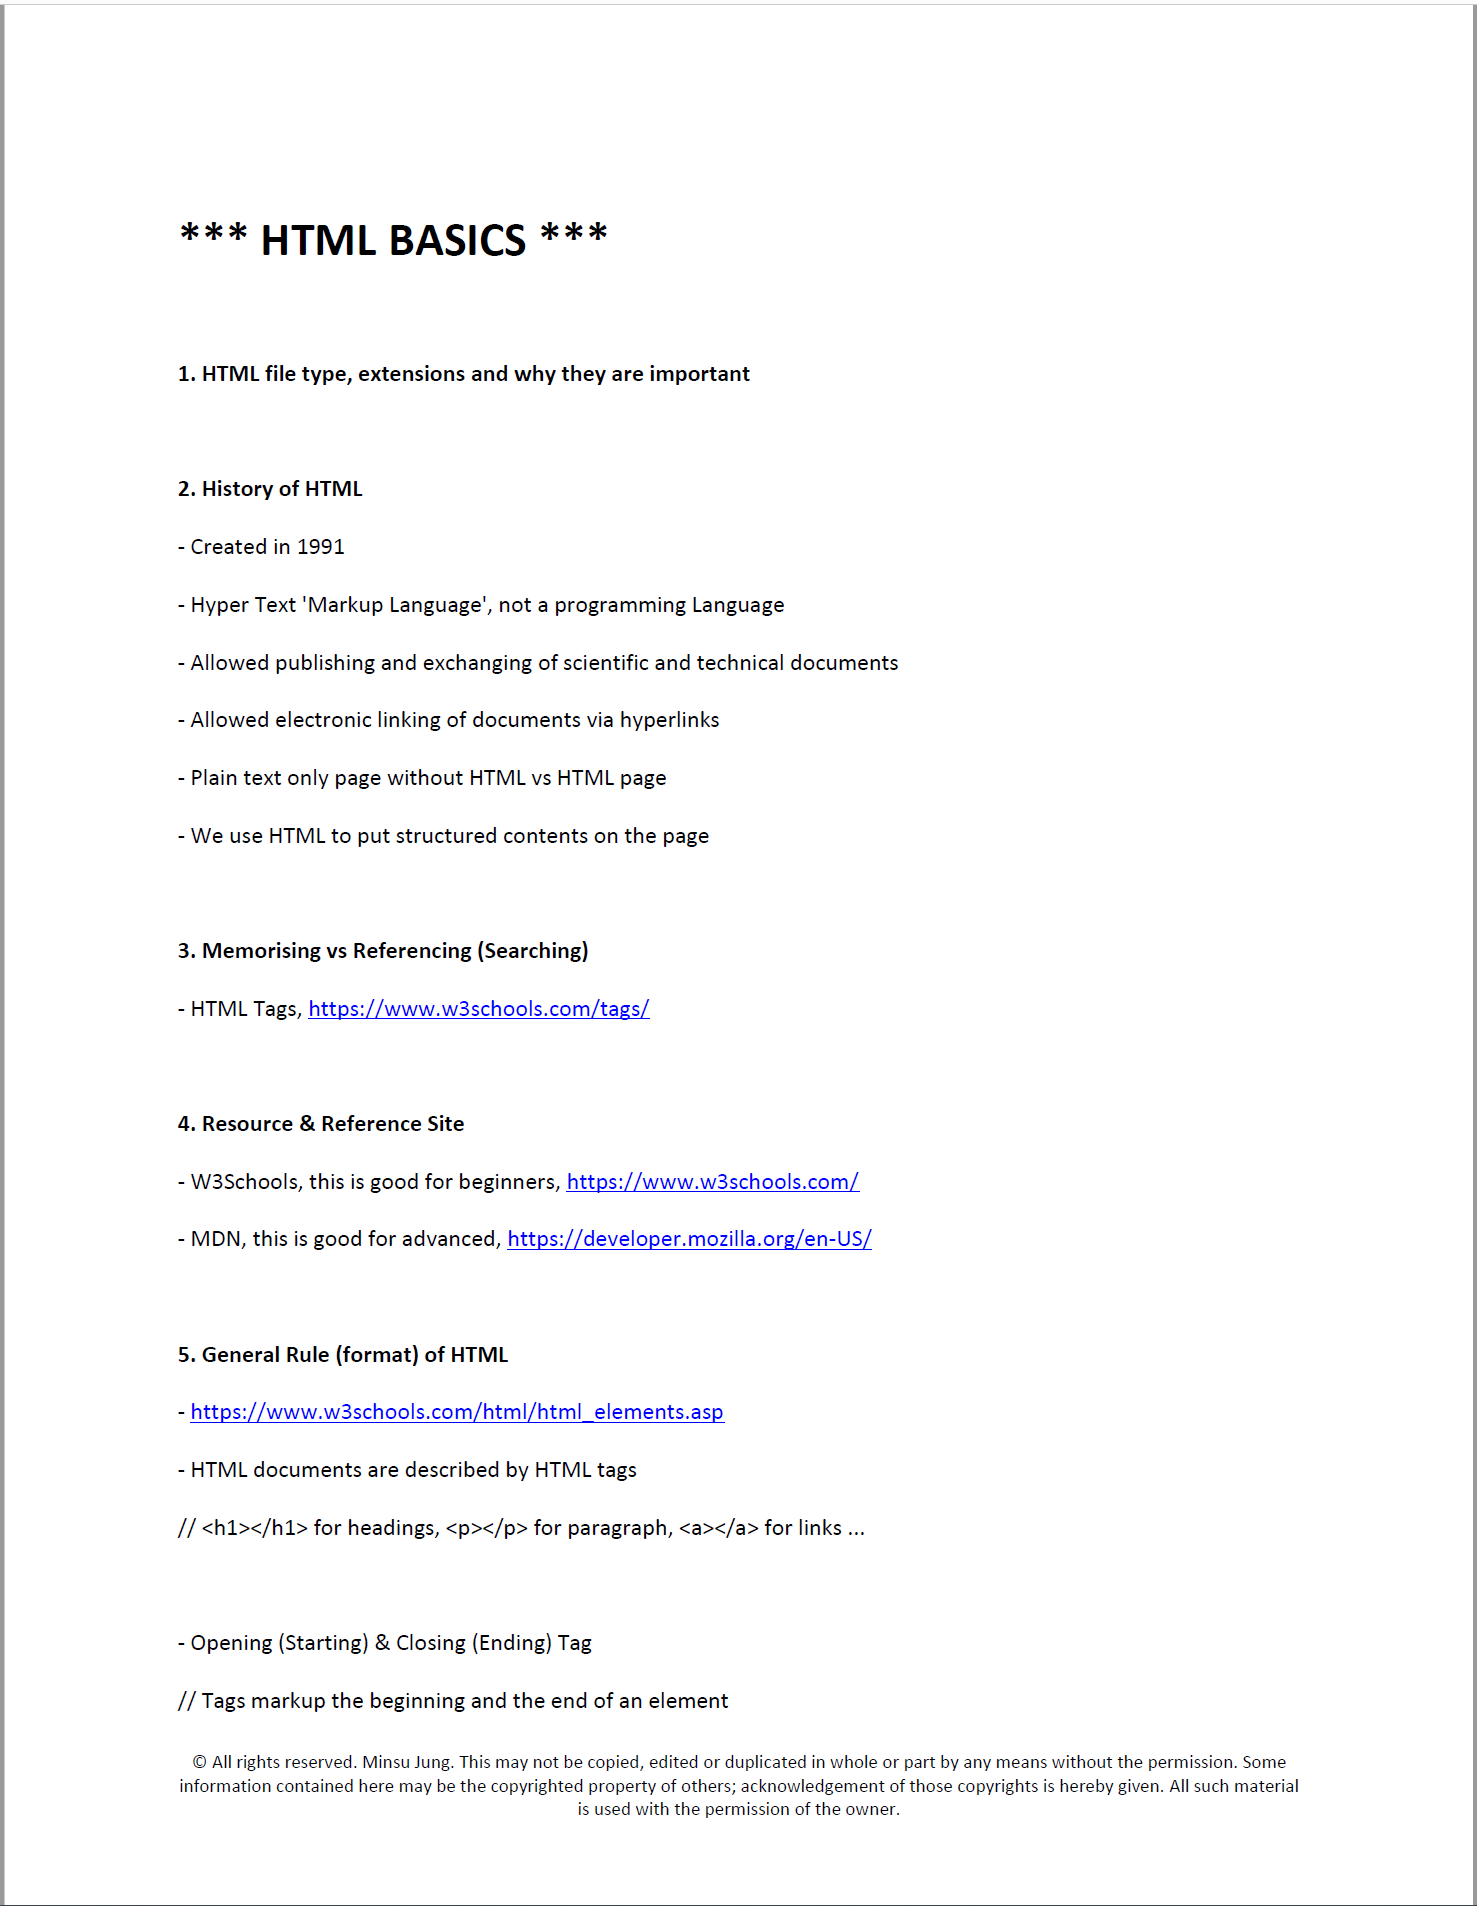 *** HTML BASICS ***
1. HTML file type, extensions and why they are important
2. History of HTML
- Created in 1991
- Hyper Text 'Markup Language', not a programming Language
- Allowed publishing and exchanging of scientific and technical documents
- Allowed electronic linking of documents via hyperlinks
- Plain text only page without HTML vs HTML page
- We use HTML to put structured contents on the page
3. Memorising vs Referencing (Searching)
- HTML Tags, https://www.w3schools.com/tags/
4. Resource & Reference Site
- W3Schools, this is good for beginners, https://www.w3schools.com/
- MDN, this is good for advanced, https://developer.mozilla.org/en-US/
5. General Rule (format) of HTML
- https://www.w3schools.com/html/html_elements.asp
- HTML documents are described by HTML tags
// <h1></h1> for headings, <p></p> for paragraph, <a></a> for links ...
- Opening (Starting) & Closing (Ending) Tag
// Tags markup the beginning and the end of an element
© All rights reserved. Minsu Jung. This may not be copied, edited or duplicated in whole or part by any means without the permission. Some
information contained here may be the copyrighted property of others; acknowledgement of those copyrights is hereby given. All such material
is used with the permission of the owner.